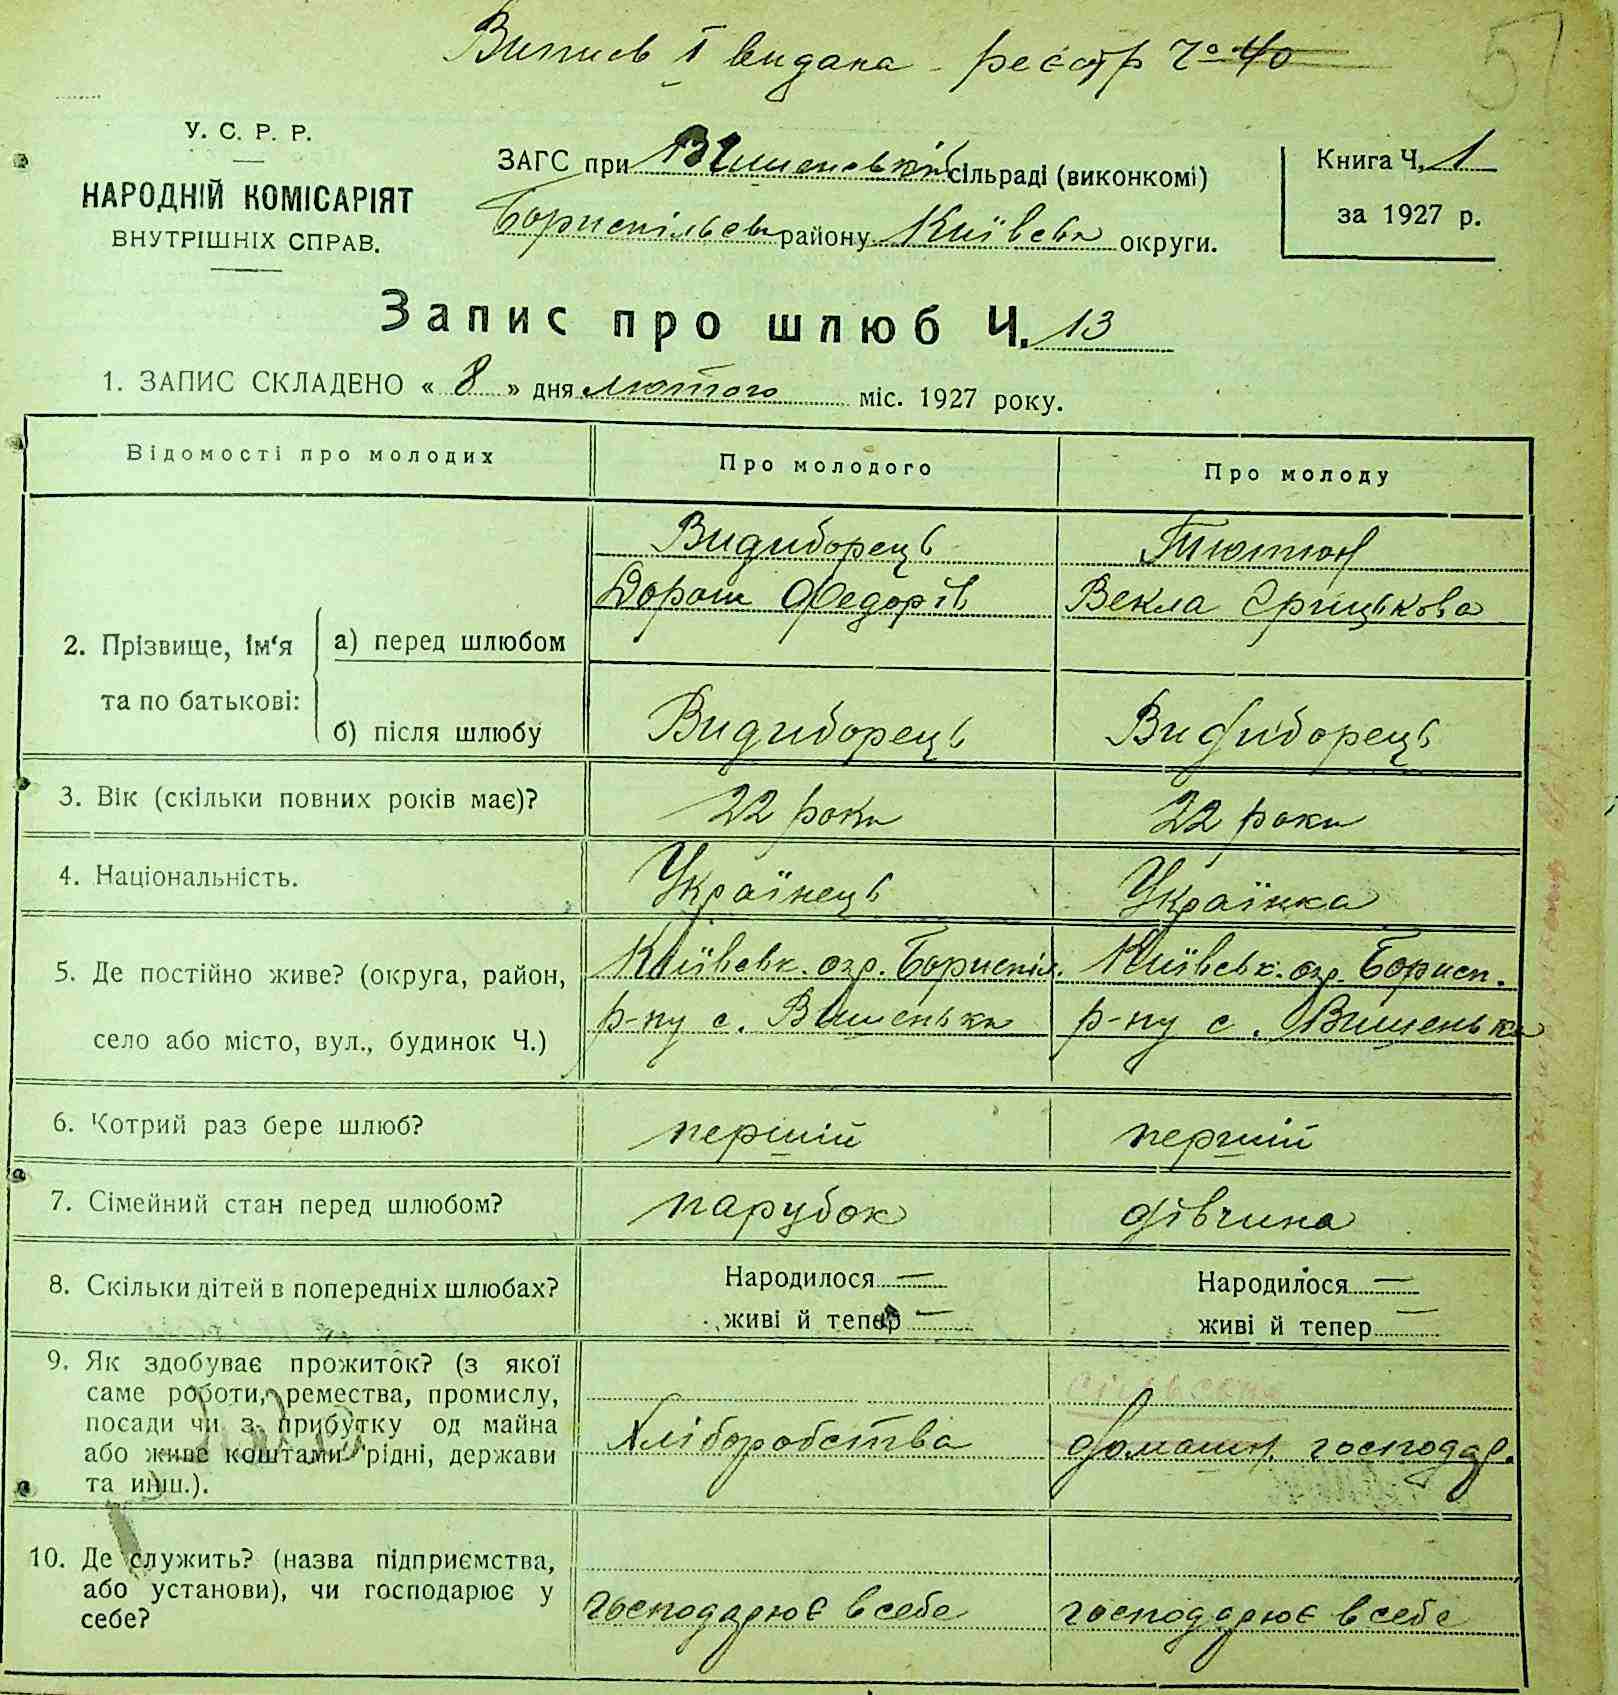 Випись І видана реєстр Ч° 40
57
У. С. Р. Р.
НАРОДНІЙ КОМІСАРІЯТ
ВНУТРІШНІХ СПРАВ.
ЗАГС при Вишенській сільраді (виконкомі)
Бориспільськ району Київськ округи.
Книга Ч. 1
за 1927 р.
Запис про шлюб Ч. 13
1. ЗАПИС СКЛАДЕНО « 8 » дня лютого міс. 1927 року.
Відомості про молодих
Про молодого
Про молоду
2. Прізвище, ім'я
та по батькові:
а) перед шлюбом
Видиборець
Дорош Федорів
Тютюн
Векла Грицькова
б) після шлюбу
Видиборець
Видиборець
3. Вік (скільки повних років має)?
22 роки
22 роки
4. Національність.
Українець
Українка
5. Де постійно живе? (округа, район,
село або місто, вул., будинок Ч.)
Київськ. окр. Бориспіл.
р-ну с. Вишеньки
Київськ. окр. Борисп.
р-ну с. Вишеньки
6. Котрий раз бере шлюб?
першій
першій
7. Сімейний стан перед шлюбом?
парубок
дівчина
8. Скільки дітей в попередніх шлюбах?
Народилося —
живі й тепер —
Народилося —
живі й тепер —
9. Як здобуває прожиток? (з якої
саме роботи, ремества, промислу,
посади чи з прибутку од майна
або живе коштами рідні, держави
та инш.).
Хліборобства
домашн. господар.
10. Де служить? (назва підприємства,
або установи), чи господарює у
себе?
господарює в себе
господарює в себе